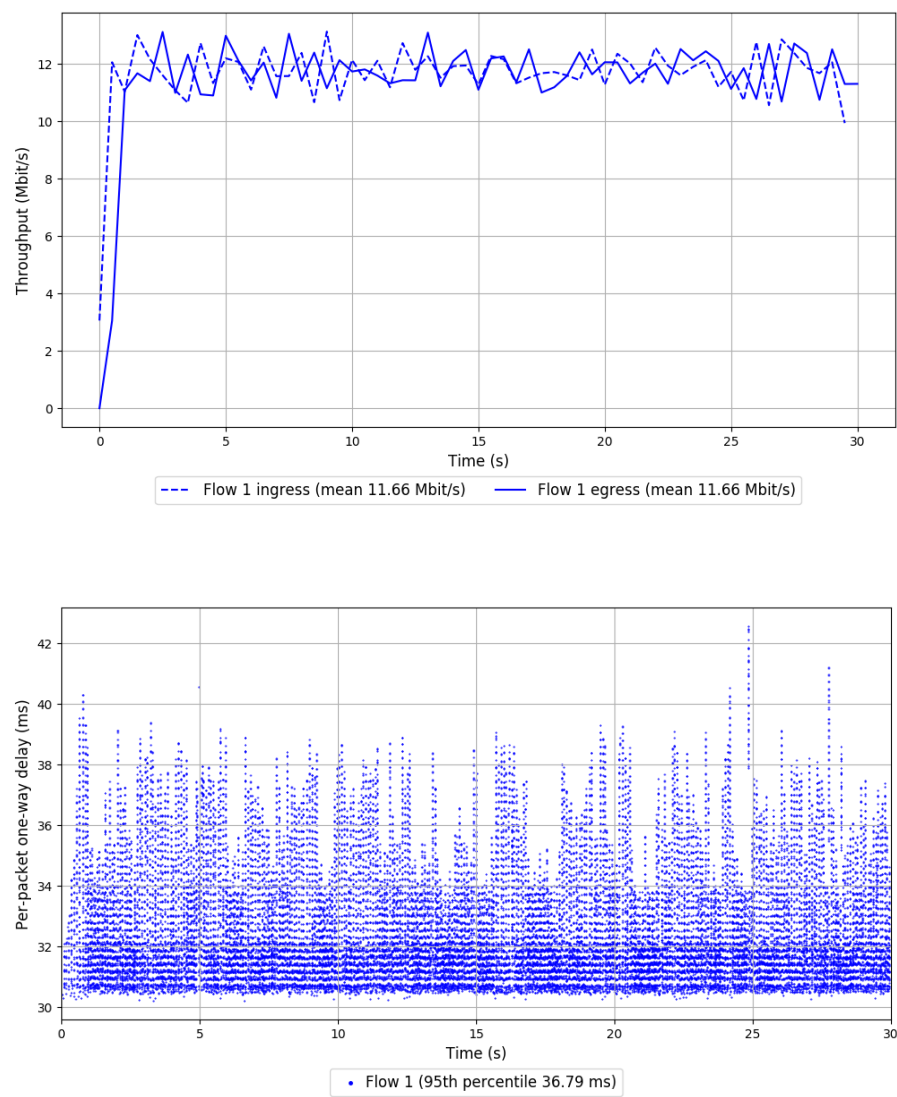 12
10
8
6
4
2
0
Throughput (Mbit/s)
0 5 10 15 20 25 30
Time (s)
Flow 1 ingress (mean 11.66 Mbit/s) Flow 1 egress (mean 11.66 Mbit/s)
42
40
38
36
34
32
30
Per-packet one-way delay (ms)
0 5 10 15 20 25 30
Time (s)
Flow 1 (95th percentile 36.79 ms)